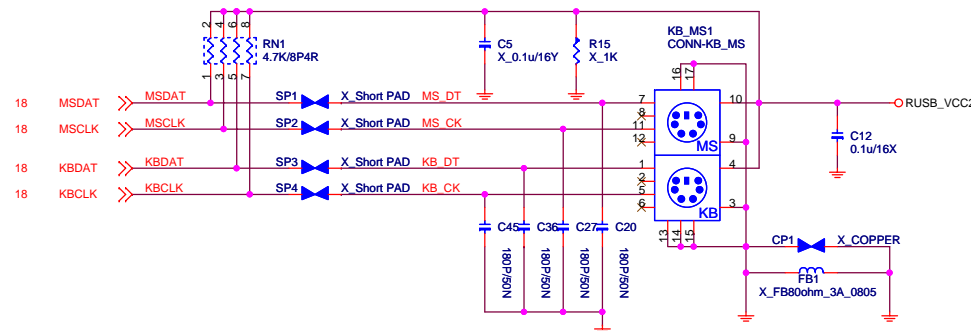 2 4 6 8
RN1
4.7K/8P4R
1 3 5 7
C5
X_0.1u/16Y
R15
X_1K
KB_MS1
CONN-KB_MS
16 17
18 MSDAT MSDAT SP1 X_Short PAD MS_DT 7 10 RUSB_VCC2
18 MSCLK MSCLK SP2 X_Short PAD MS_CK 8 11 12 MS 9
C12
0.1u/16X
18 KBDAT KBDAT SP3 X_Short PAD KB_DT 1 4
18 KBCLK KBCLK SP4 X_Short PAD KB_CK 2 5 6 KB 3
C45 C36 C27 C20
180P/50N 180P/50N 180P/50N 180P/50N
13 14 15
CP1 X_COPPER
FB1
X_FB80ohm_3A_0805